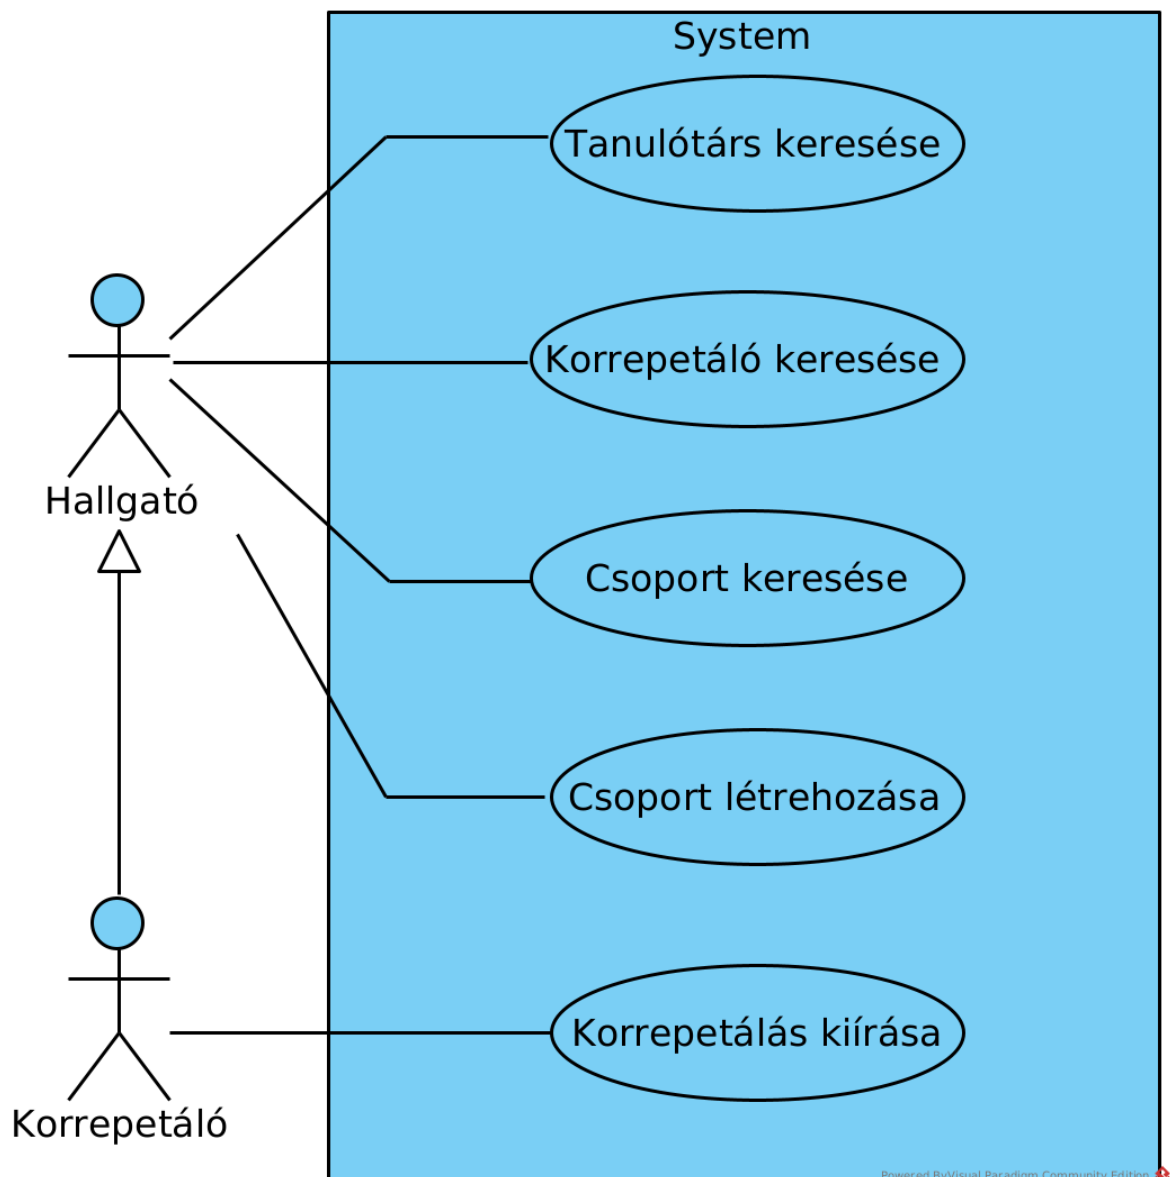 System
Tanulótárs keresése
Korrepetáló keresése
Hallgató
Csoport keresése
Csoport létrehozása
Korrepetálás kiírása
Korrepetáló
Powered By Visual Paradigm Community Edition